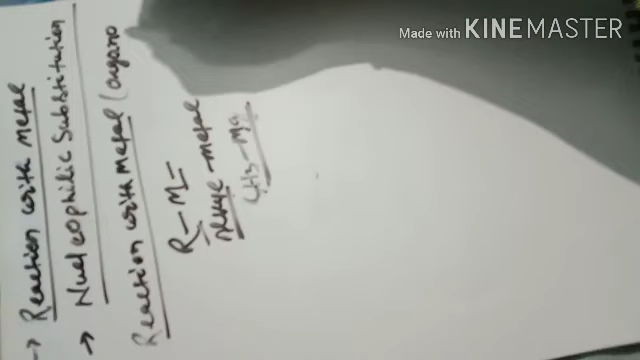 Made with KINEMASTER
→ Reaction with metal
→ Nucleophilic Substitution
Reaction with metal (organo
R-M-
Alkyl-metal
CH3-Mg